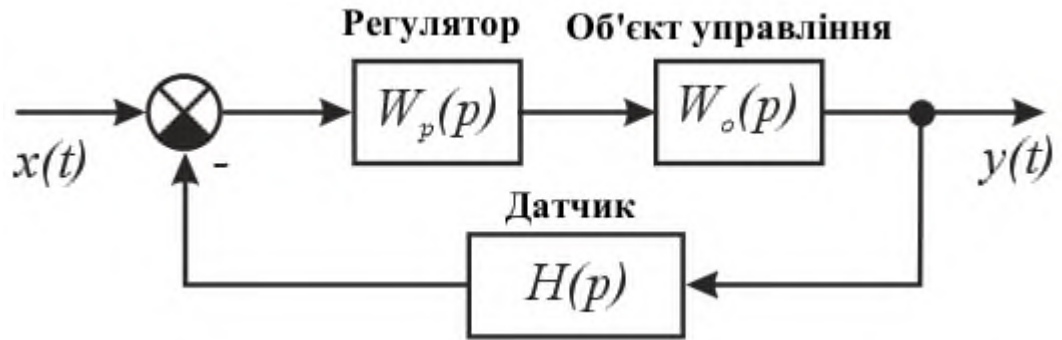 Регулятор
Об'єкт управління
Wp(p)
Wo(p)
x(t)
-
y(t)
Датчик
H(p)